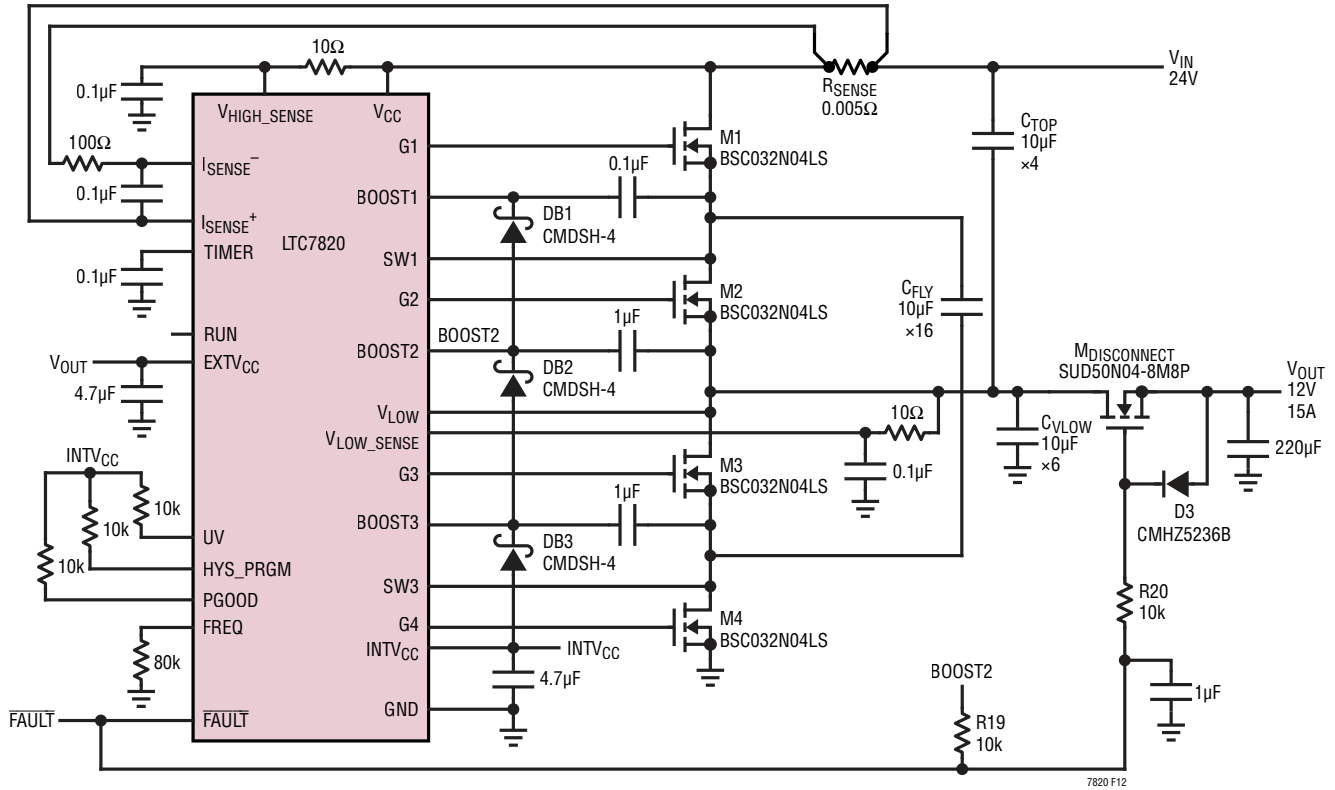 10Ω
V_IN
24V
0.1µF
V_HIGH_SENSE
V_CC
R_SENSE
0.005Ω
C_TOP
10µF
×4
100Ω
I_SENSE⁻
0.1µF
I_SENSE⁺
G1
M1
BSC032N04LS
0.1µF
BOOST1
DB1
CMDSH-4
LTC7820
TIMER
0.1µF
SW1
G2
M2
BSC032N04LS
C_FLY
10µF
×16
1µF
RUN
BOOST2
BOOST2
V_OUT
EXTV_CC
4.7µF
DB2
CMDSH-4
M_DISCONNECT
SUD50N04-8M8P
V_OUT
12V
15A
V_LOW
V_LOW_SENSE
10Ω
C_VLOW
10µF
×6
220µF
0.1µF
INTV_CC
10k
10k
10k
G3
M3
BSC032N04LS
1µF
BOOST3
DB3
CMDSH-4
D3
CMHZ5236B
UV
HYS_PRGM
PGOOD
FREQ
80k
SW3
G4
M4
BSC032N04LS
INTV_CC
INTV_CC
4.7µF
R20
10k
1µF
BOOST2
R19
10k
GND
FAULT
FAULT
7820 F12